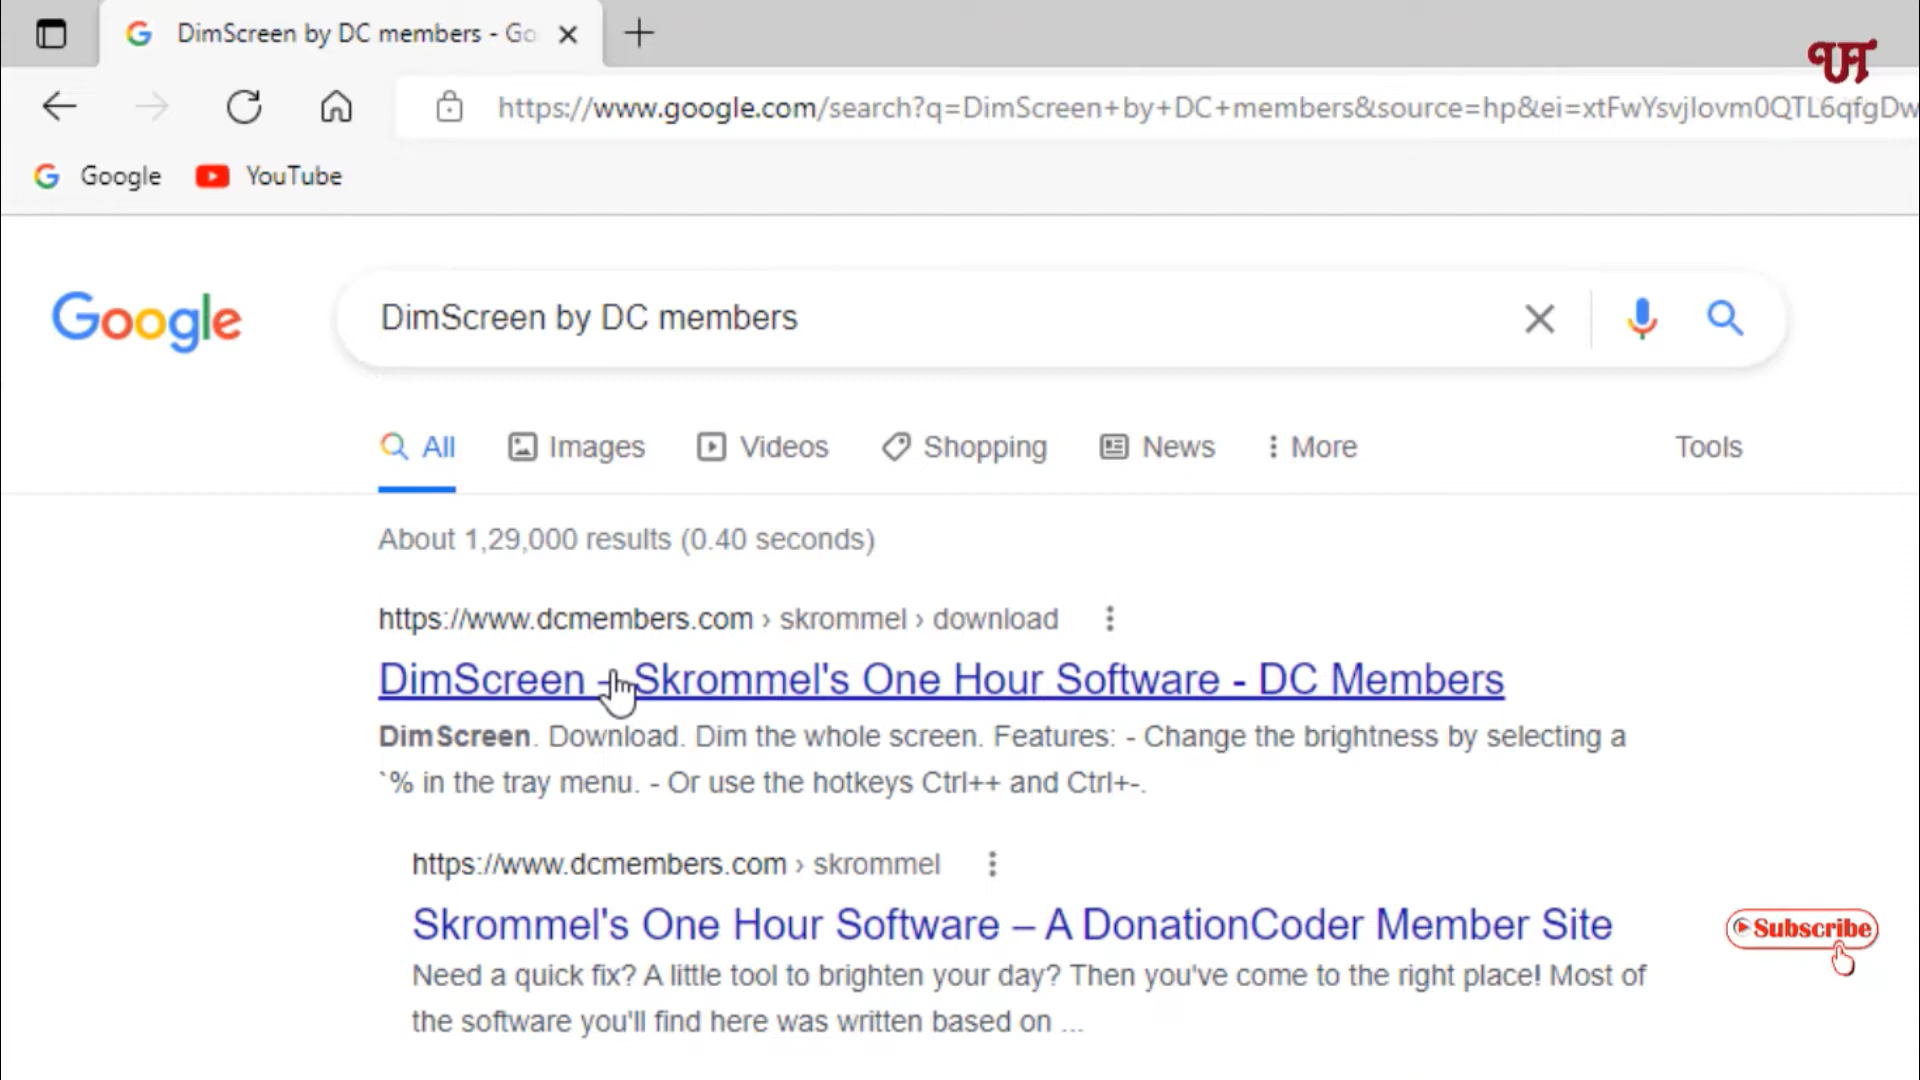 DimScreen by DC members - Go
UT
https://www.google.com/search?q=DimScreen+by+DC+members&source=hp&ei=xtFwYsvjIovm0QTL6qfgDw
Google YouTube
Google DimScreen by DC members
All Images Videos Shopping News More Tools
About 1,29,000 results (0.40 seconds)
https://www.dcmembers.com › skrommel › download
DimScreen - Skrommel's One Hour Software - DC Members
DimScreen. Download. Dim the whole screen. Features: - Change the brightness by selecting a
`% in the tray menu. - Or use the hotkeys Ctrl++ and Ctrl+-.
https://www.dcmembers.com › skrommel
Skrommel's One Hour Software – A DonationCoder Member Site
Subscribe
Need a quick fix? A little tool to brighten your day? Then you've come to the right place! Most of
the software you'll find here was written based on ...